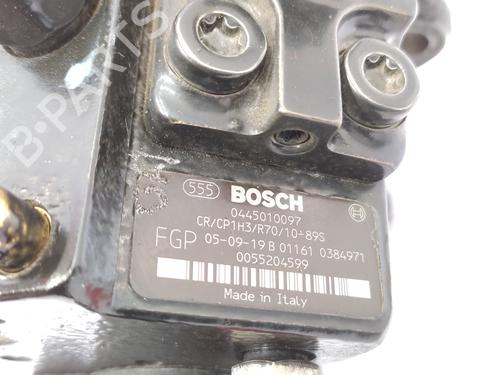 B-PARTS
555 BOSCH
0445010097
CR/CP1H3/R70/10-89S
FGP 05-09-19 B 01161 0384971
0055204599
Made in Italy